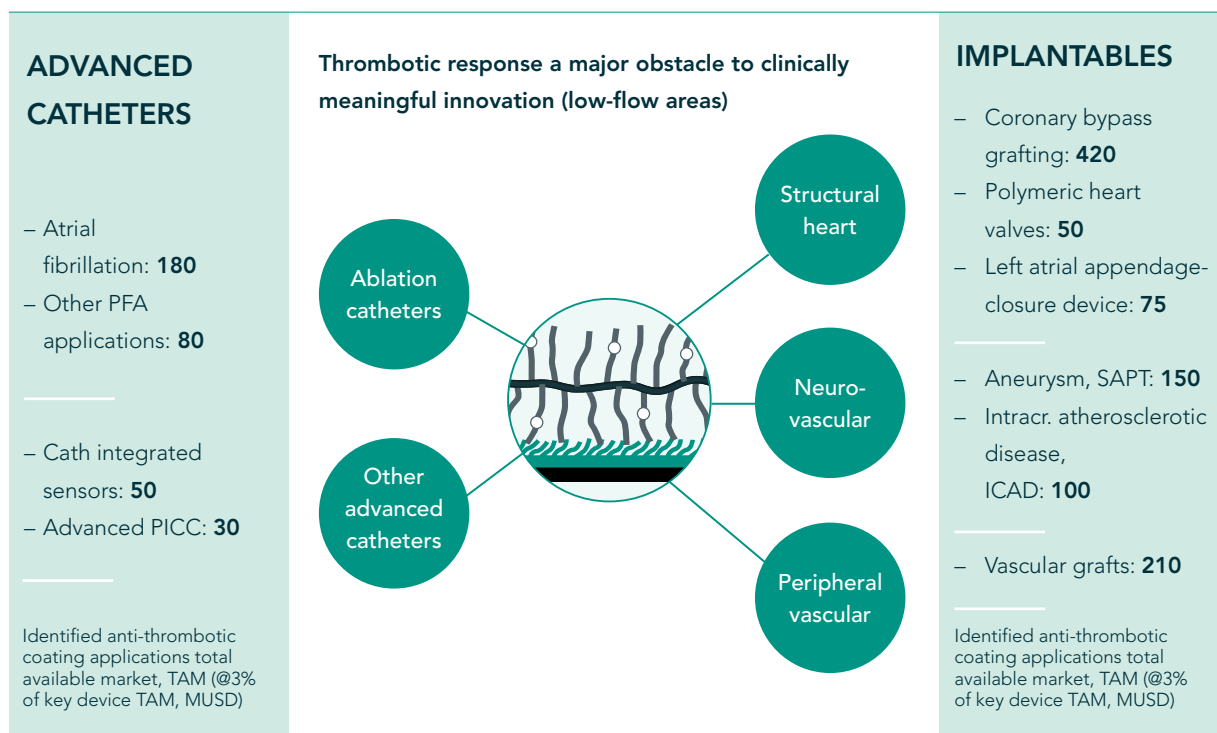 ADVANCED
CATHETERS
– Atrial
fibrillation: 180
– Other PFA
applications: 80
– Cath integrated
sensors: 50
– Advanced PICC: 30
Identified anti-thrombotic
coating applications total
available market, TAM (@3%
of key device TAM, MUSD)
Thrombotic response a major obstacle to clinically
meaningful innovation (low-flow areas)
Ablation
catheters
Other
advanced
catheters
Structural
heart
Neuro-
vascular
Peripheral
vascular
IMPLANTABLES
– Coronary bypass
grafting: 420
– Polymeric heart
valves: 50
– Left atrial appendage-
closure device: 75
– Aneurysm, SAPT: 150
– Intracr. atherosclerotic
disease,
ICAD: 100
– Vascular grafts: 210
Identified anti-thrombotic
coating applications total
available market, TAM (@3%
of key device TAM, MUSD)